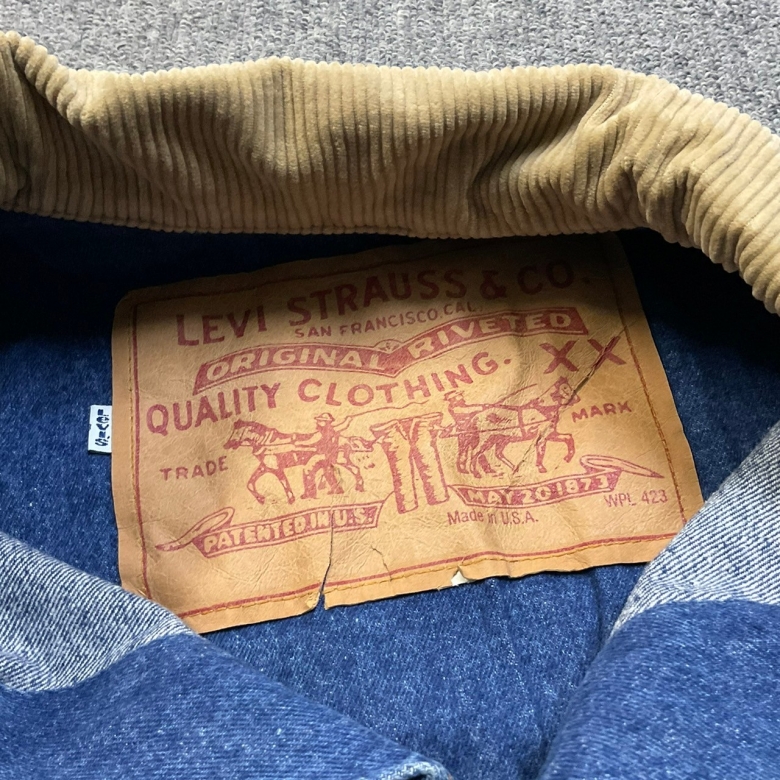 LEVI STRAUSS & CO.
SAN FRANCISCO, CAL.
ORIGINAL RIVETED
QUALITY CLOTHING. XX
TRADE MARK
PATENTED IN U.S. MAY 20 1873
WPL 423
Made in U.S.A.
LEVI'S